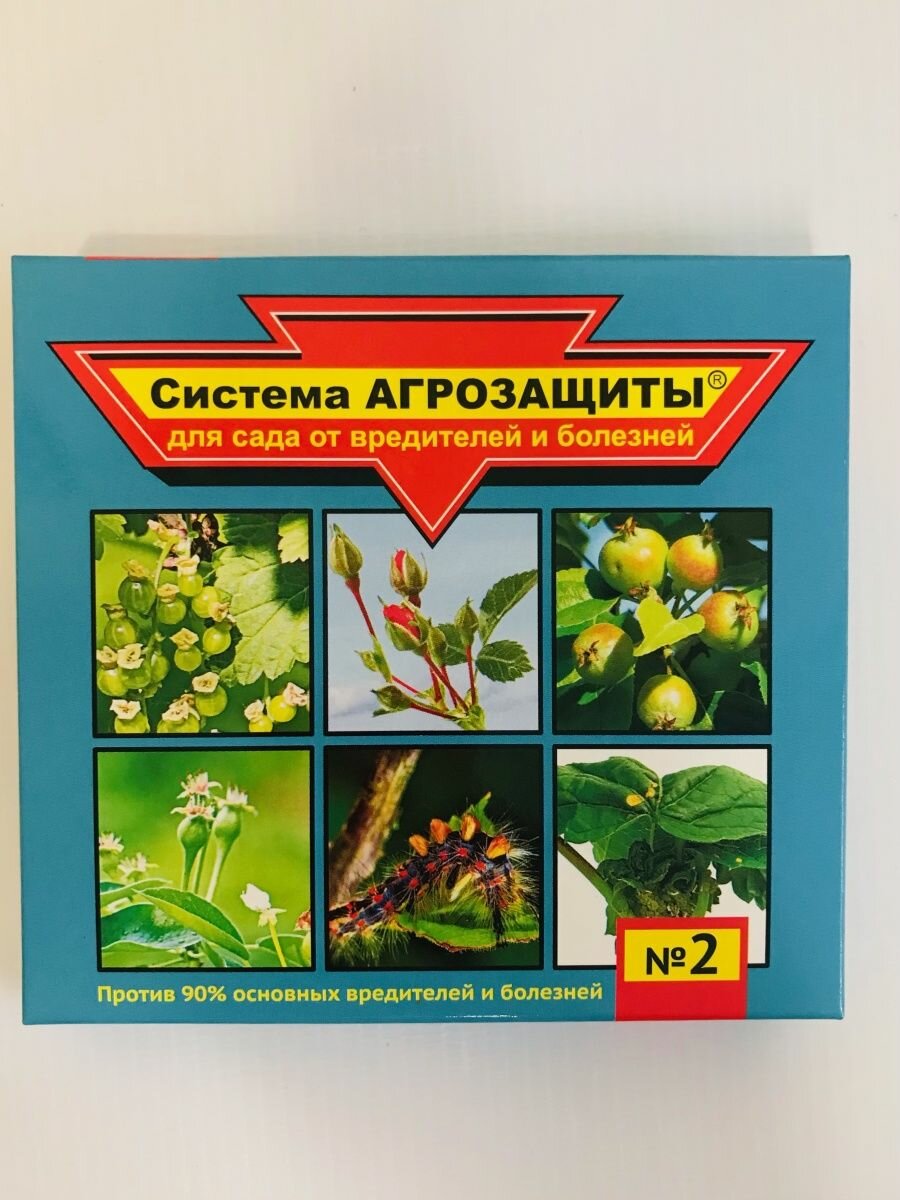 Система АГРОЗАЩИТЫ®
для сада от вредителей и болезней
№2
Против 90% основных вредителей и болезней